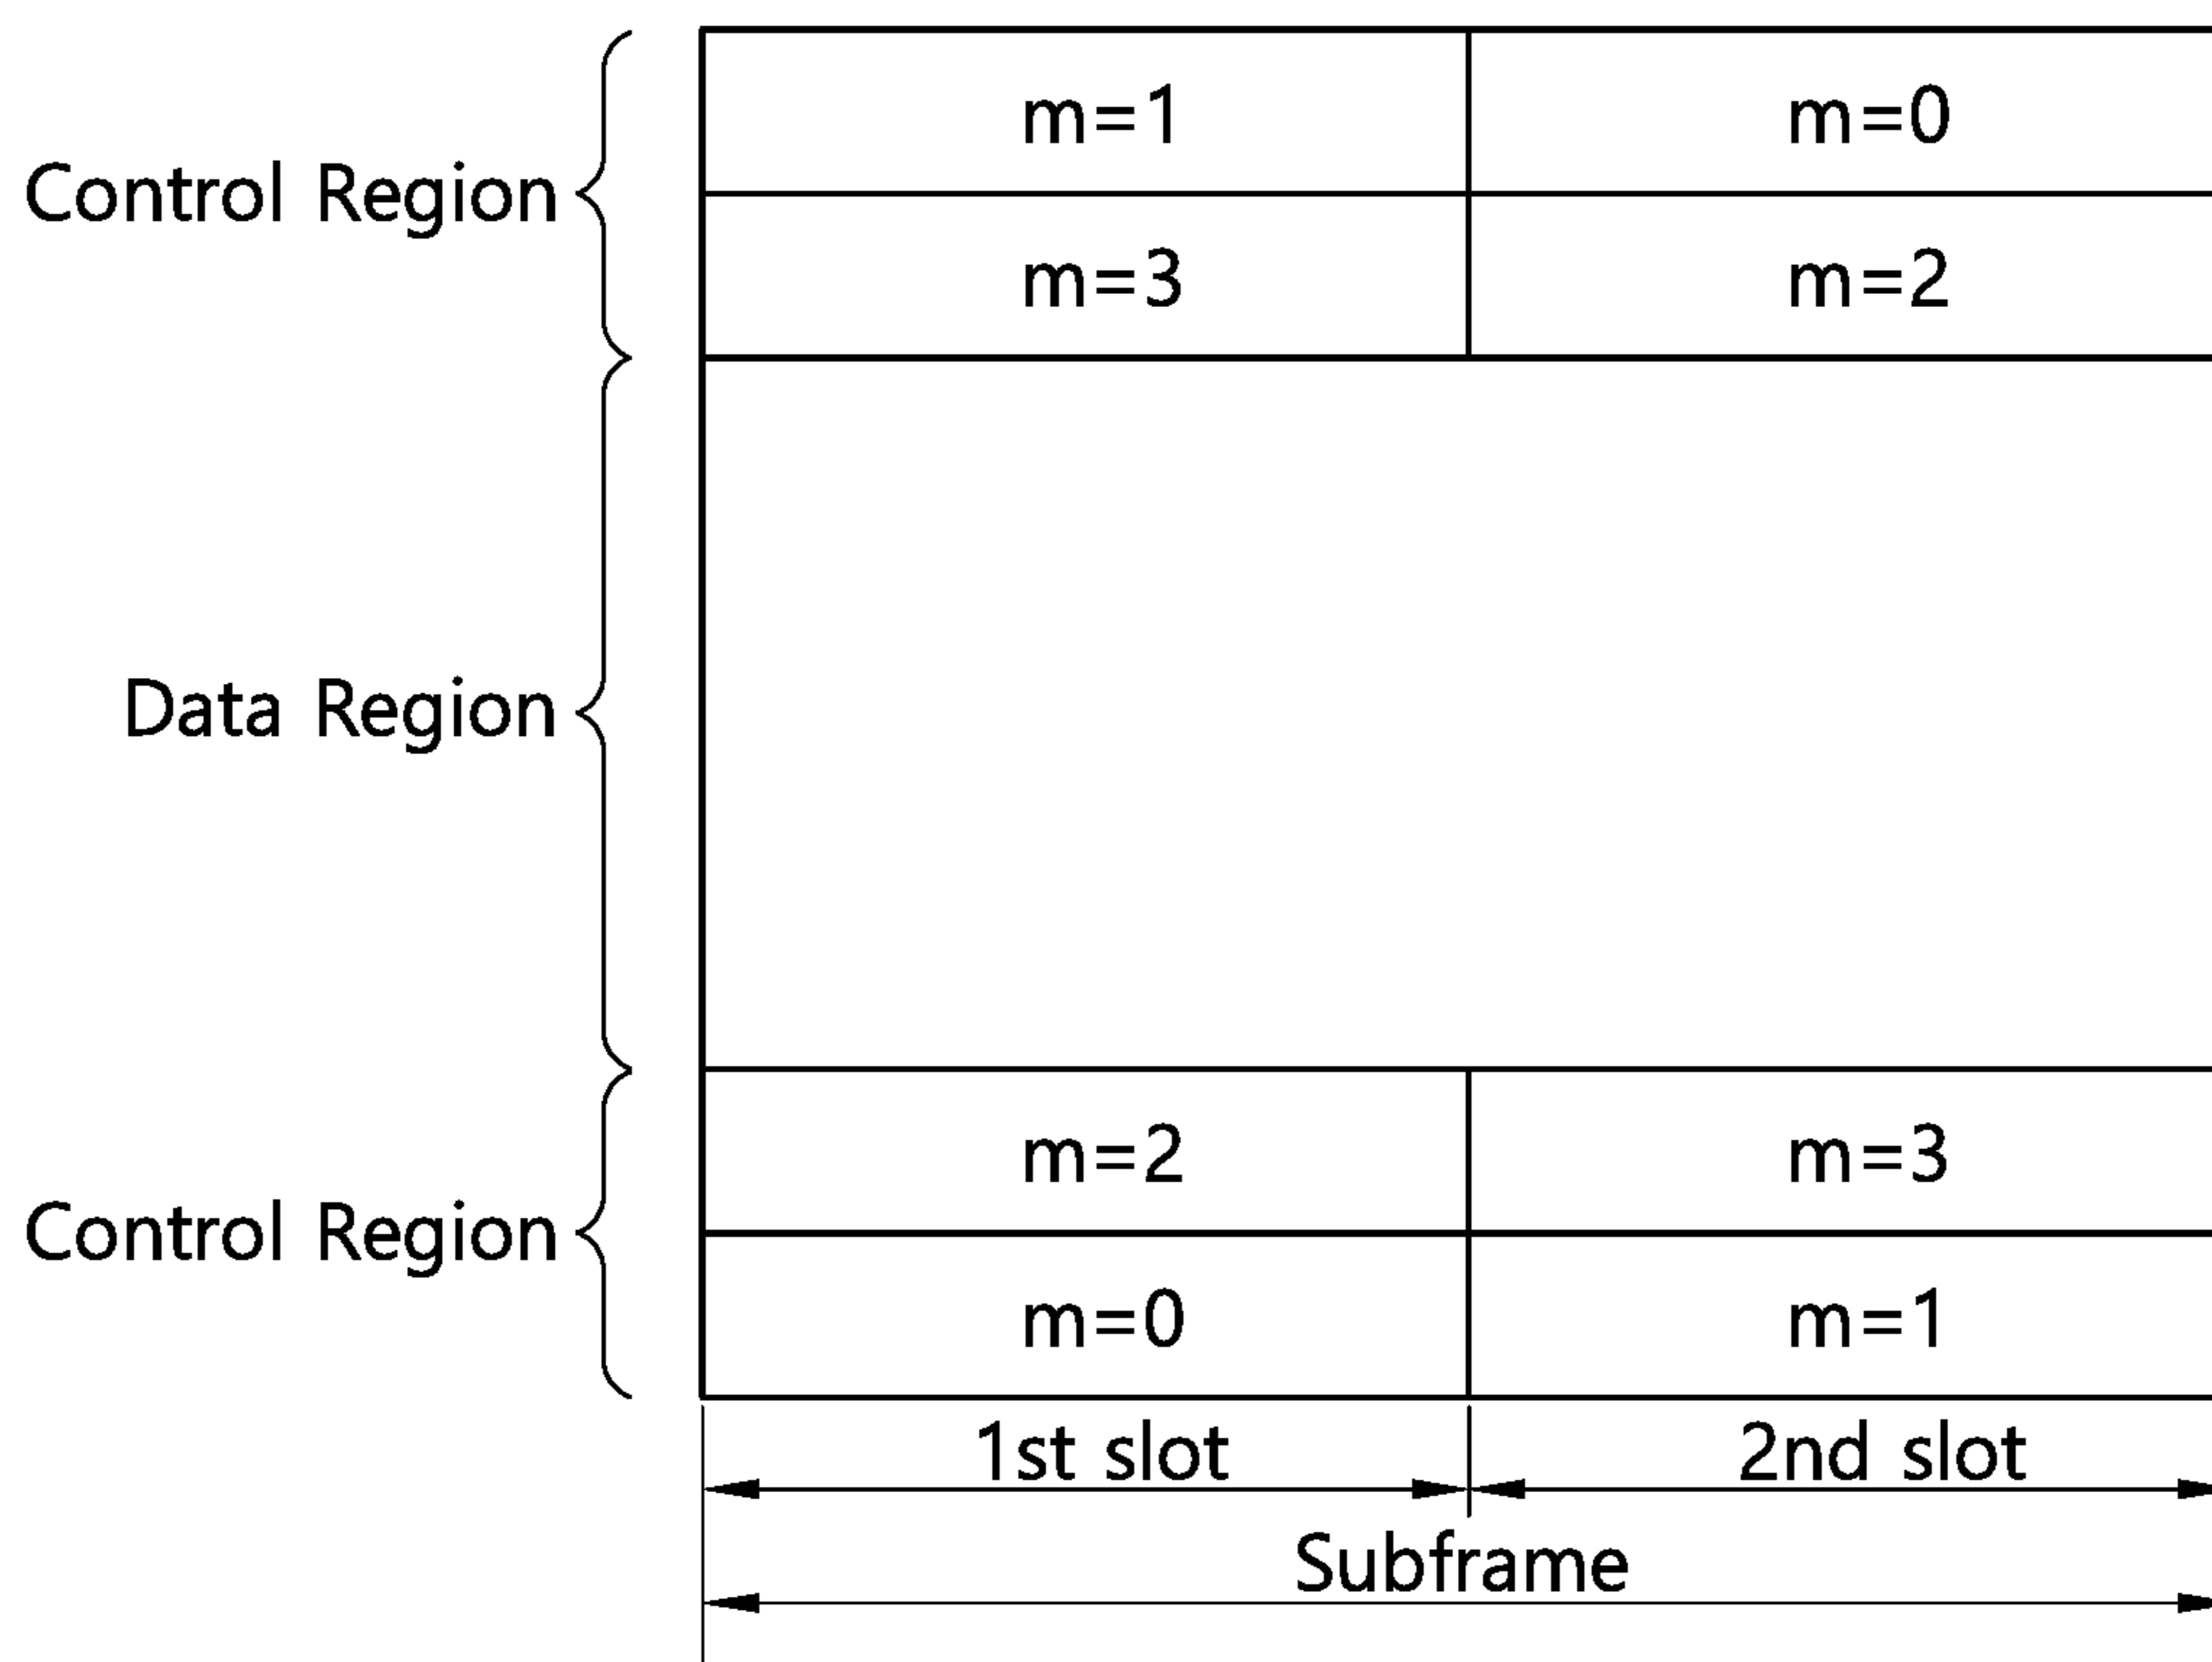 m=1 m=0
Control Region
m=3 m=2
Data Region
m=2 m=3
Control Region
m=0 m=1
1st slot 2nd slot
Subframe